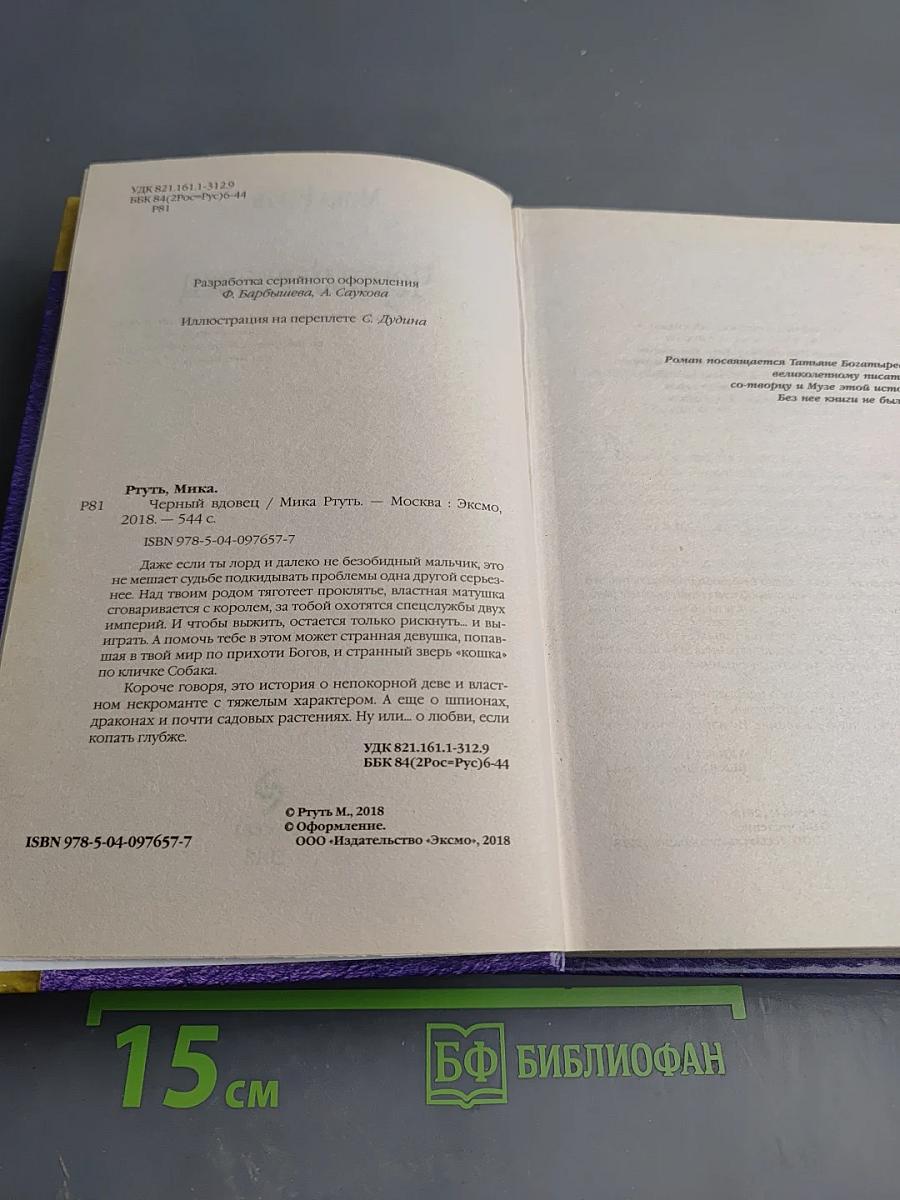 УДК 821.161.1-312.9
ББК 84(2Рос=Рус)6-44
Р81
Разработка серийного оформления
Ф. Барбышева, А. Саукова
Иллюстрация на переплете С. Дудина
Ртуть, Мика.
Р81 Черный вдовец / Мика Ртуть. — Москва : Эксмо,
2018. — 544 с.
ISBN 978-5-04-097657-7
Даже если ты лорд и далеко не безобидный мальчик, это
не мешает судьбе подкидывать проблемы одна другой серьез-
нее. Над твоим родом тяготеет проклятье, властная матушка
сговаривается с королем, за тобой охотятся спецслужбы двух
империй. И чтобы выжить, остается только рискнуть... и вы-
играть. А помочь тебе в этом может странная девушка, попав-
шая в твой мир по прихоти Богов, и странный зверь «кошка»
по кличке Собака.
Короче говоря, это история о непокорной деве и власт-
ном некроманте с тяжелым характером. А еще о шпионах,
драконах и почти садовых растениях. Ну или... о любви, если
копать глубже.
УДК 821.161.1-312.9
ББК 84(2Рос=Рус)6-44
© Ртуть М., 2018
© Оформление.
ООО «Издательство «Эксмо», 2018
ISBN 978-5-04-097657-7
Роман посвящается Татьяне Богатыре
великолепному писат
со-творцу и Музе этой исто
Без нее книги не был
15 см
БФ БИБЛИОФАН